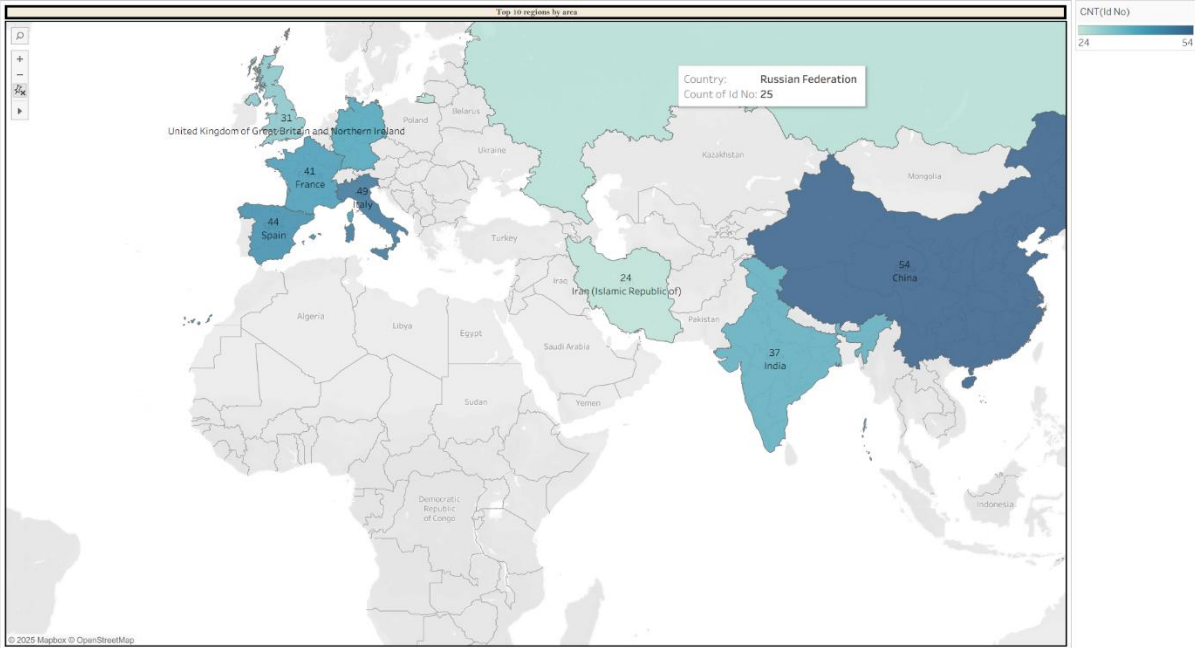 Top 10 regions by area
CNT(Id No)
24 54
Country: Russian Federation
Count of Id No: 25
31
United Kingdom of Great Britain and Northern Ireland
Poland
Belarus
Ukraine
Kazakhstan
Mongolia
41
France
49
Italy
44
Spain
Turkey
24
Iran (Islamic Republic of)
Iraq
54
China
Algeria
Libya
Egypt
Pakistan
Saudi Arabia
37
India
Sudan
Yemen
Democratic
Republic
of Congo
Indonesia
© 2025 Mapbox © OpenStreetMap